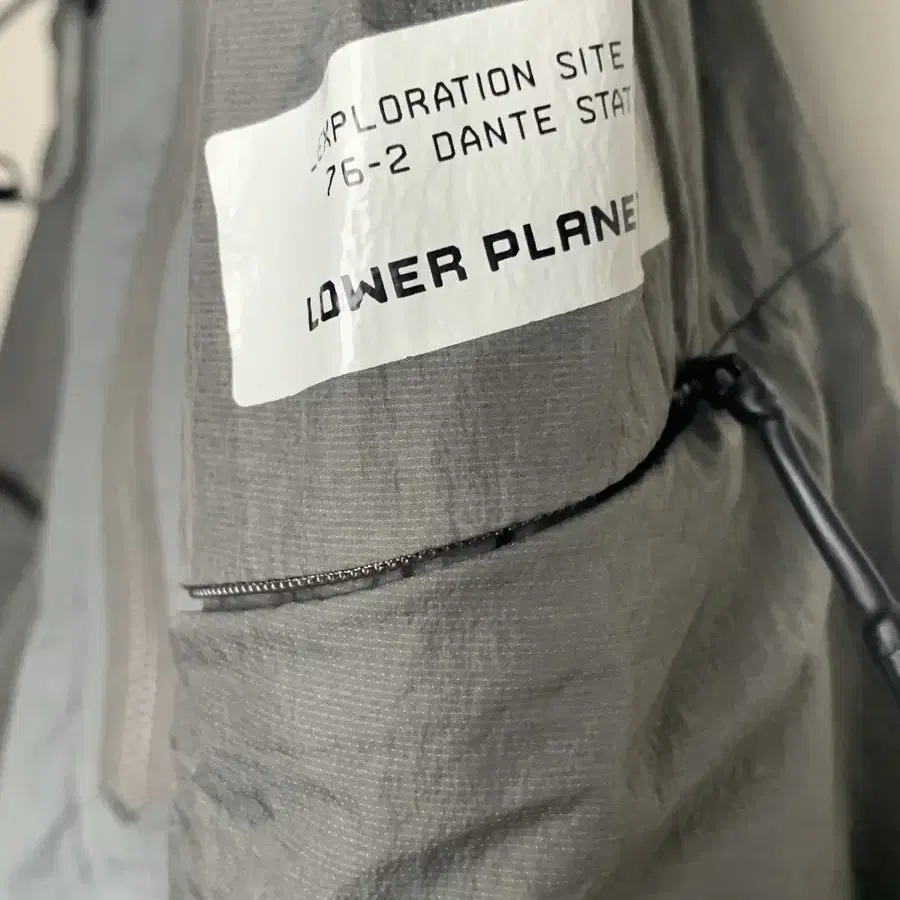 EXPLORATION SITE
76-2 DANTE STAT
LOWER PLANE